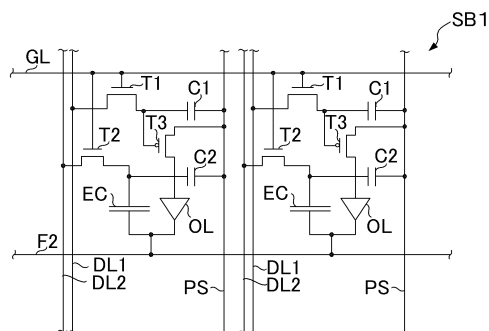 SB1
GL
T1 C1 T1 C1
T2 T3 T2 T3
C2 C2
EC EC
OL OL
F2
DL1 DL1
DL2 PS DL2 PS